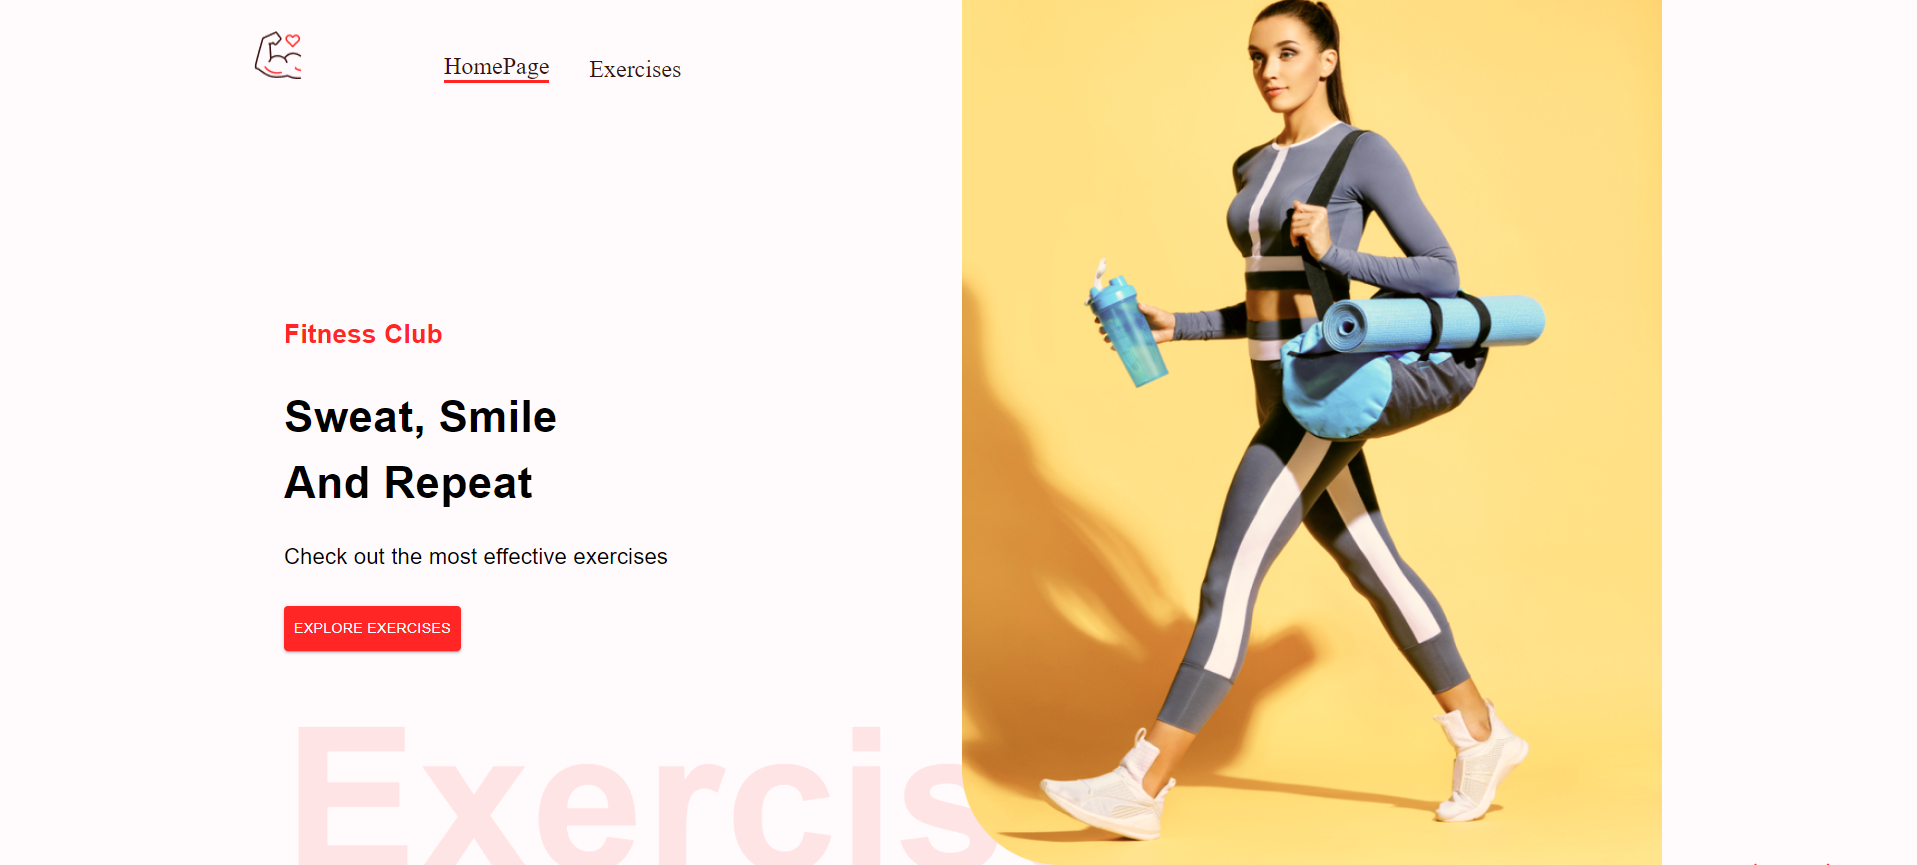 HomePage
Exercises
Fitness Club
Sweat, Smile
And Repeat
Check out the most effective exercises
EXPLORE EXERCISES
Exercis